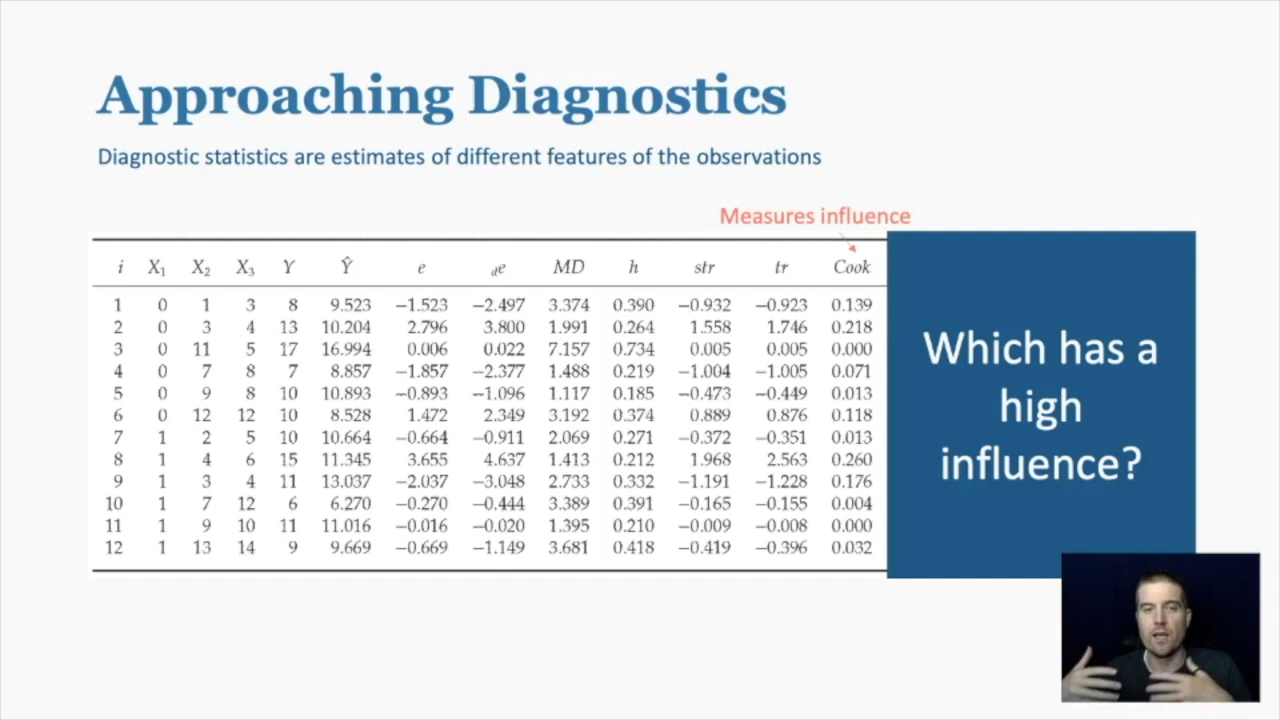 Approaching Diagnostics
Diagnostic statistics are estimates of different features of the observations
Measures influence
i X₁ X₂ X₃ Y Ŷ e de MD h str tr Cook
1 0 1 3 8 9.523 −1.523 −2.497 3.374 0.390 −0.932 −0.923 0.139
2 0 3 4 13 10.204 2.796 3.800 1.991 0.264 1.558 1.746 0.218
3 0 11 5 17 16.994 0.006 0.022 7.157 0.734 0.005 0.005 0.000
4 0 7 8 7 8.857 −1.857 −2.377 1.488 0.219 −1.004 −1.005 0.071
5 0 9 8 10 10.893 −0.893 −1.096 1.117 0.185 −0.473 −0.449 0.013
6 0 12 12 10 8.528 1.472 2.349 3.192 0.374 0.889 0.876 0.118
7 1 2 5 10 10.664 −0.664 −0.911 2.069 0.271 −0.372 −0.351 0.013
8 1 4 6 15 11.345 3.655 4.637 1.413 0.212 1.968 2.563 0.260
9 1 3 4 11 13.037 −2.037 −3.048 2.733 0.332 −1.191 −1.228 0.176
10 1 7 12 6 6.270 −0.270 −0.444 3.389 0.391 −0.165 −0.155 0.004
11 1 9 10 11 11.016 −0.016 −0.020 1.395 0.210 −0.009 −0.008 0.000
12 1 13 14 9 9.669 −0.669 −1.149 3.681 0.418 −0.419 −0.396 0.032
Which has a
high
influence?